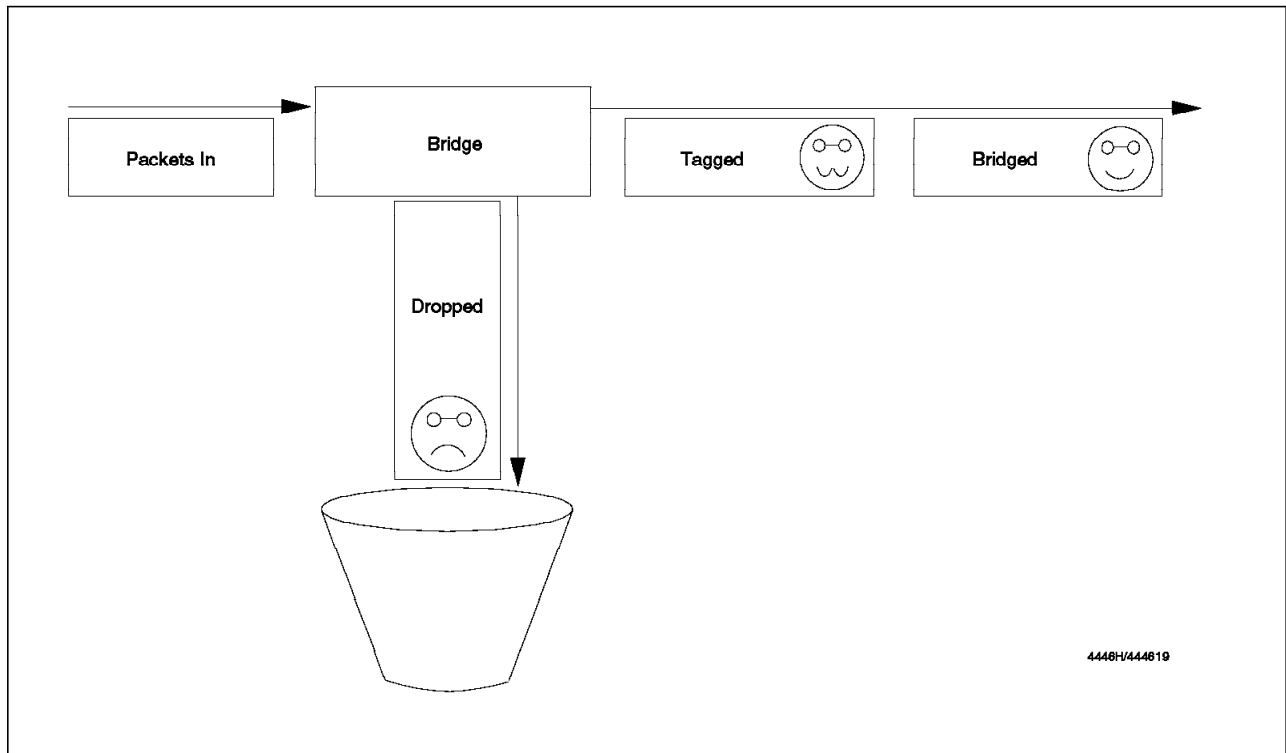 Packets In
Bridge
Tagged
Bridged
Dropped
4446H/444619